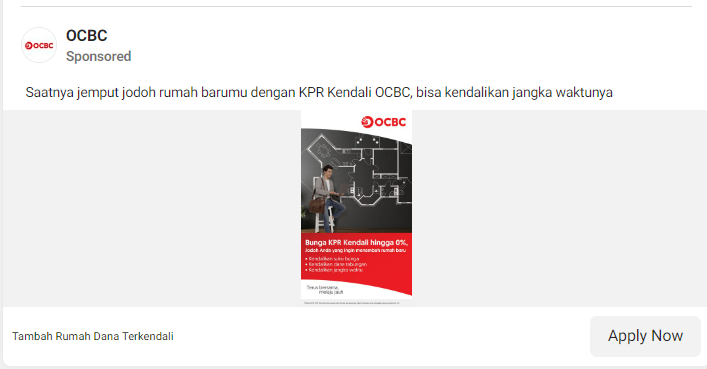 OCBC
OCBC
Sponsored
Saatnya jemput jodoh rumah barumu dengan KPR Kendali OCBC, bisa kendalikan jangka waktunya
OCBC
Bunga KPR Kendali hingga 0%,
Jodoh Anda yang ingin menambah rumah baru
• Kendalikan suku bunga
• Kendalikan dana tabungan
• Kendalikan jangka waktu
Terus bersama,
melaju jauh
Tambah Rumah Dana Terkendali
Apply Now